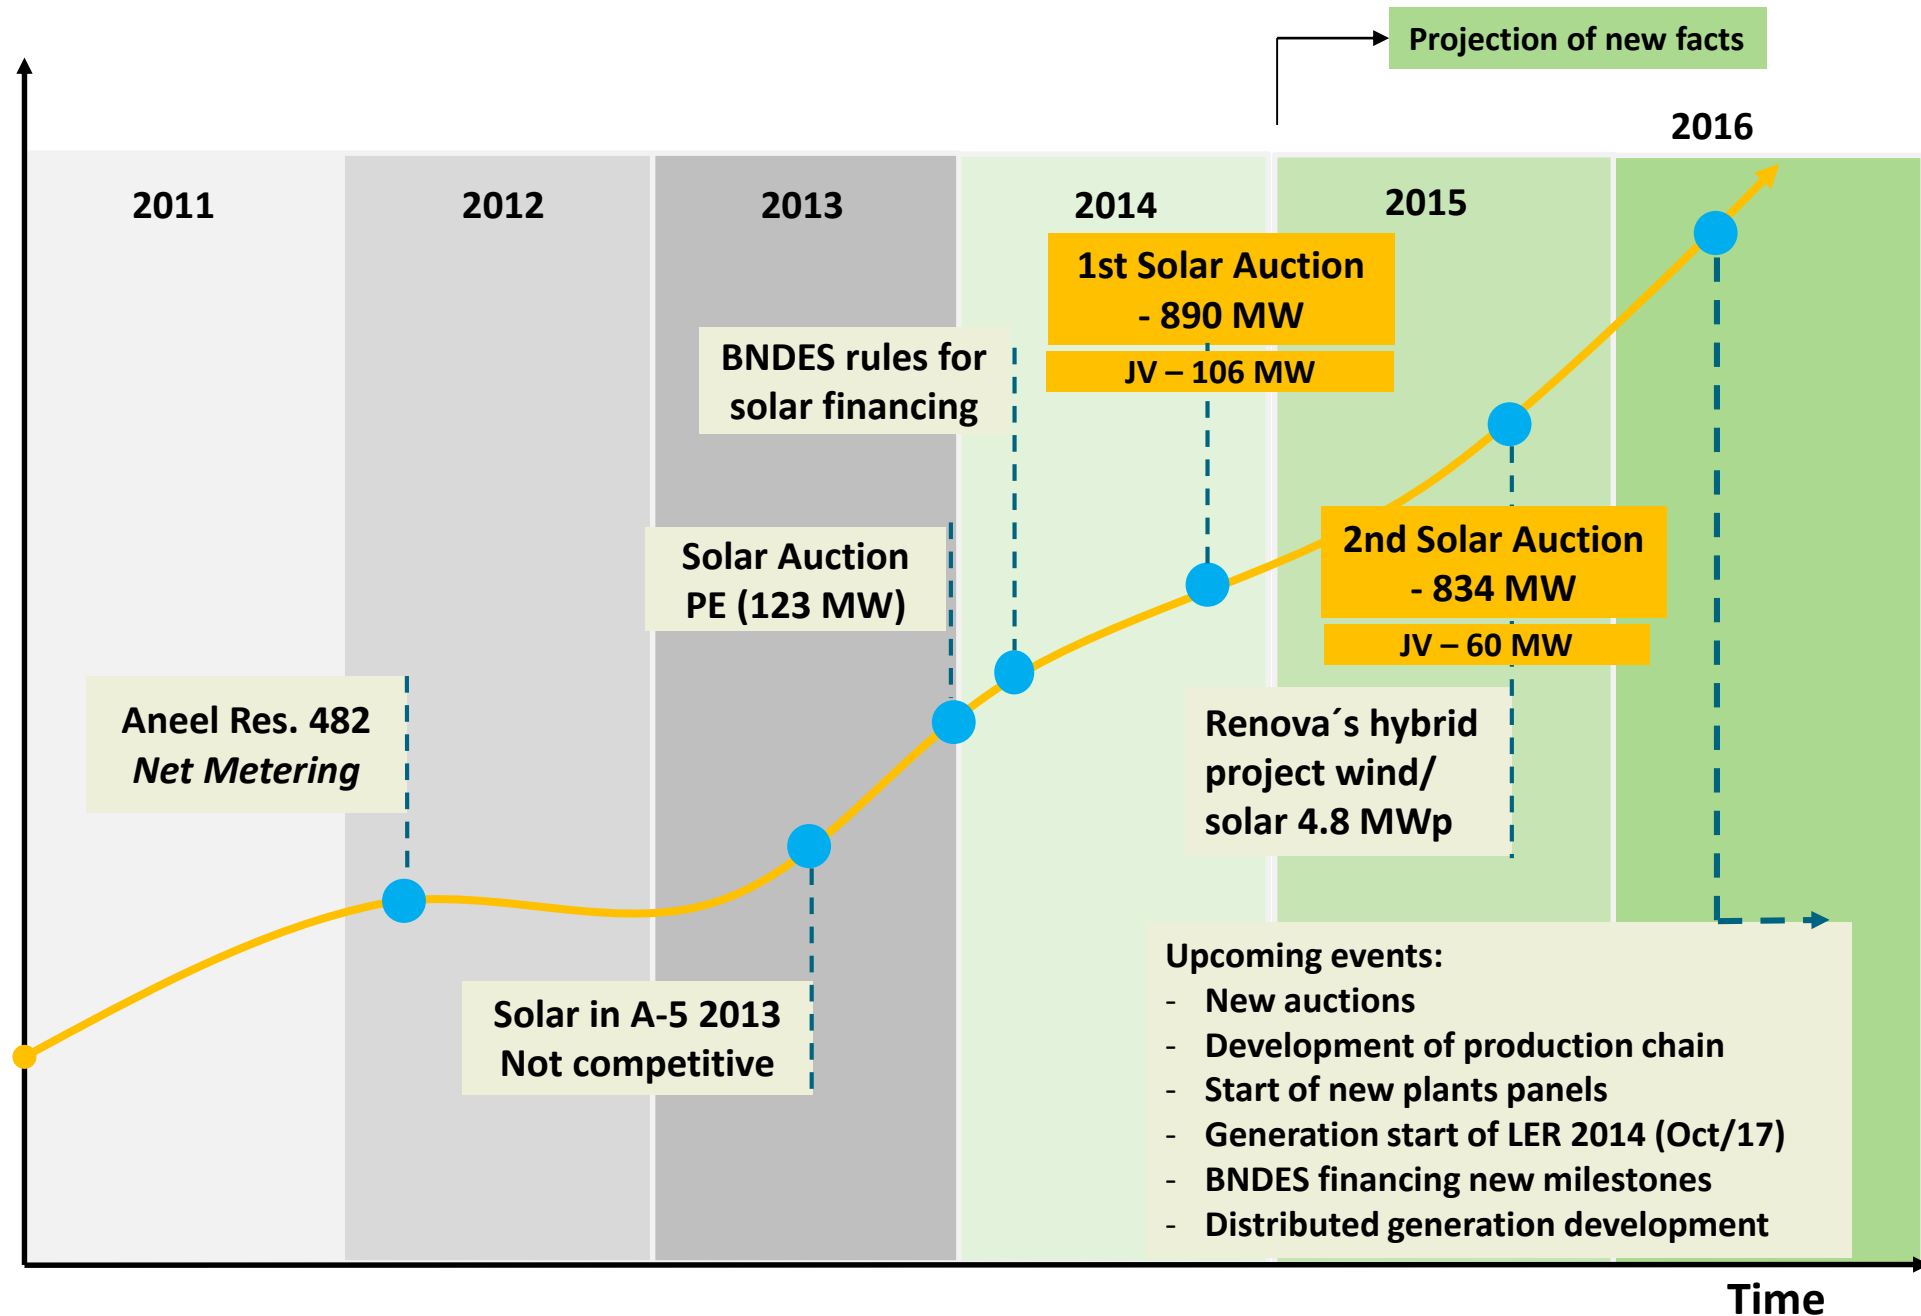 Projection of new facts
2016
2011
2012
2013
2014
2015
1st Solar Auction
- 890 MW
JV – 106 MW
BNDES rules for
solar financing
Solar Auction
PE (123 MW)
2nd Solar Auction
- 834 MW
JV – 60 MW
Aneel Res. 482
Net Metering
Renova´s hybrid
project wind/
solar 4.8 MWp
Solar in A-5 2013
Not competitive
Upcoming events:
- New auctions
- Development of production chain
- Start of new plants panels
- Generation start of LER 2014 (Oct/17)
- BNDES financing new milestones
- Distributed generation development
Time